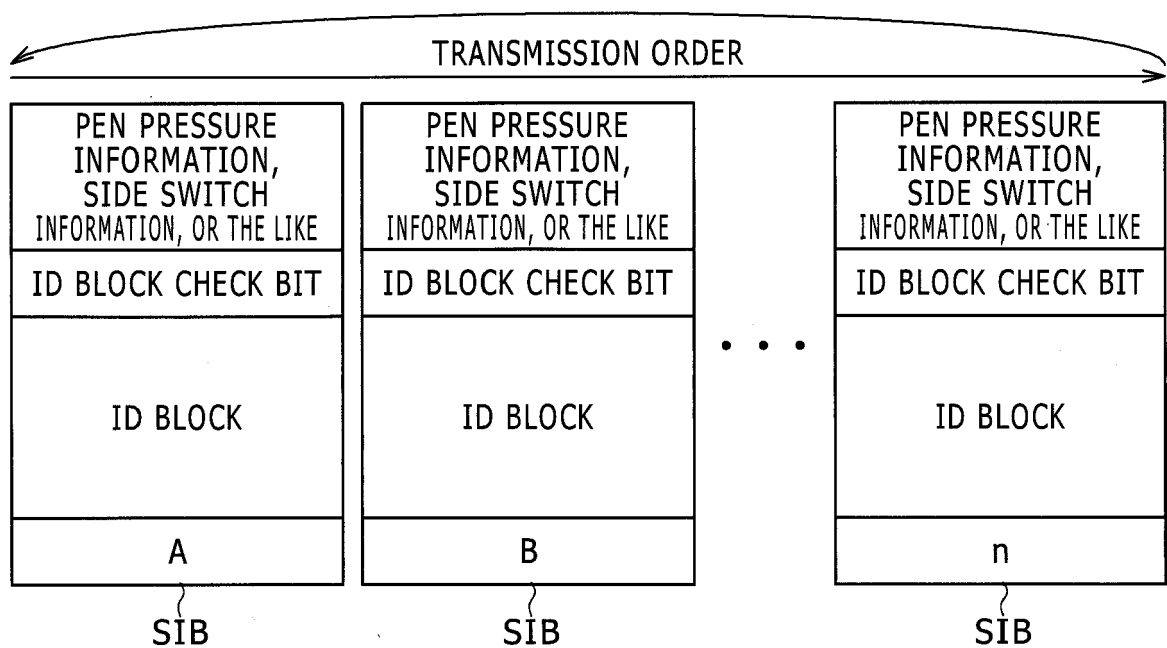 TRANSMISSION ORDER
PEN PRESSURE
INFORMATION,
SIDE SWITCH
INFORMATION, OR THE LIKE
ID BLOCK CHECK BIT
ID BLOCK
A
SIB
PEN PRESSURE
INFORMATION,
SIDE SWITCH
INFORMATION, OR THE LIKE
ID BLOCK CHECK BIT
ID BLOCK
B
SIB
• • •
PEN PRESSURE
INFORMATION,
SIDE SWITCH
INFORMATION, OR THE LIKE
ID BLOCK CHECK BIT
ID BLOCK
n
SIB